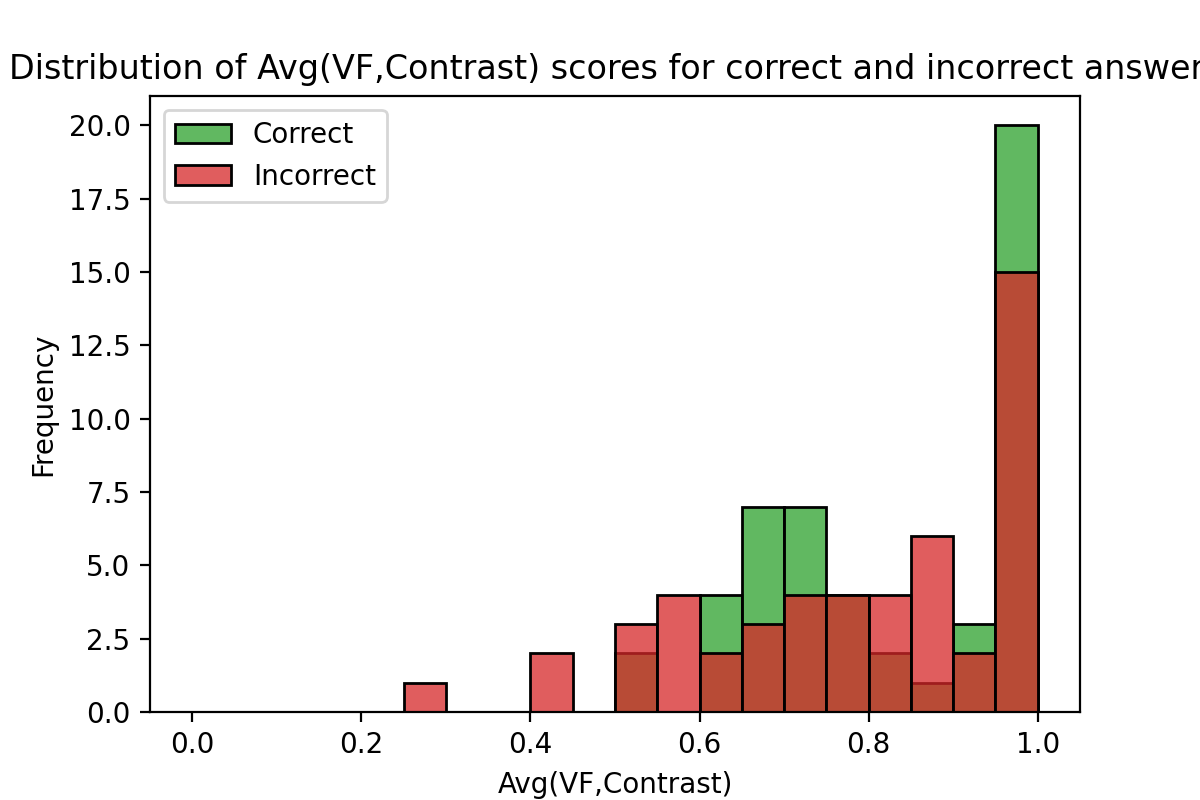 Distribution of Avg(VF,Contrast) scores for correct and incorrect answer
Correct
Incorrect
Frequency
20.0
17.5
15.0
12.5
10.0
7.5
5.0
2.5
0.0
0.0 0.2 0.4 0.6 0.8 1.0
Avg(VF,Contrast)